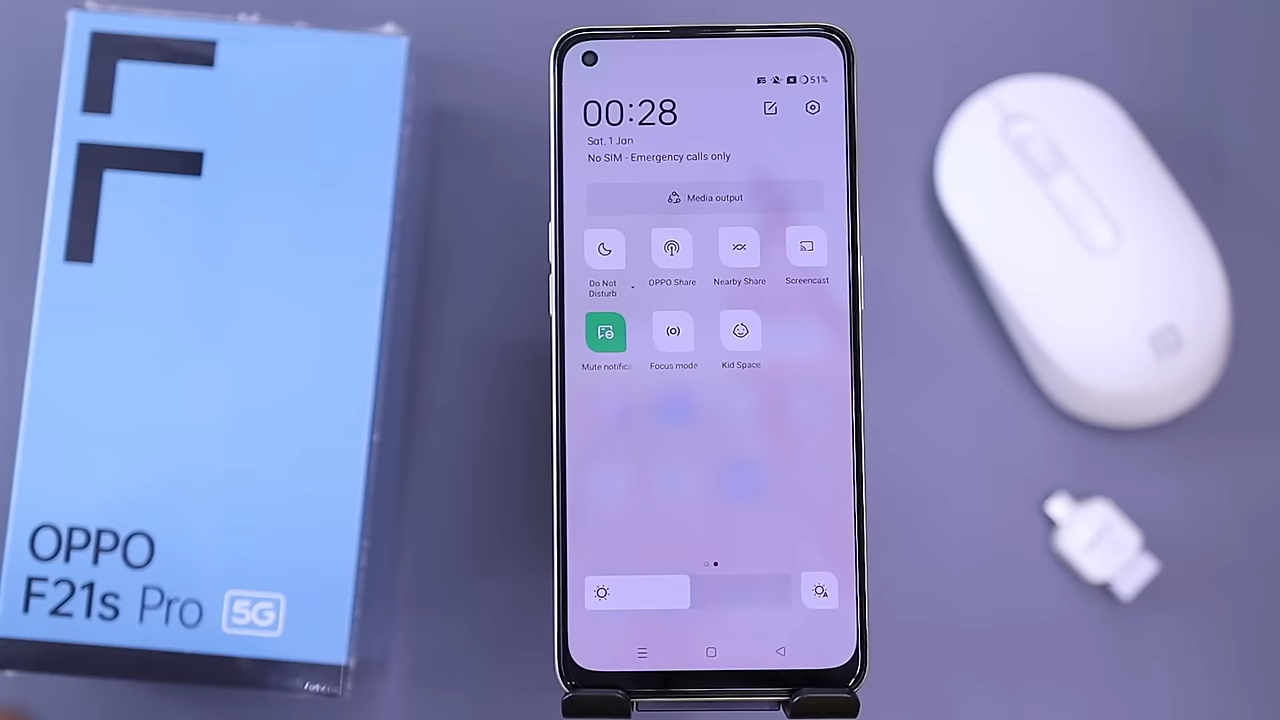 F
OPPO
F21s Pro 5G
51%
00:28
Sat, 1 Jan
No SIM - Emergency calls only
Media output
Do Not
Disturb
OPPO Share
Nearby Share
Screencast
Mute notific
Focus mode
Kid Space